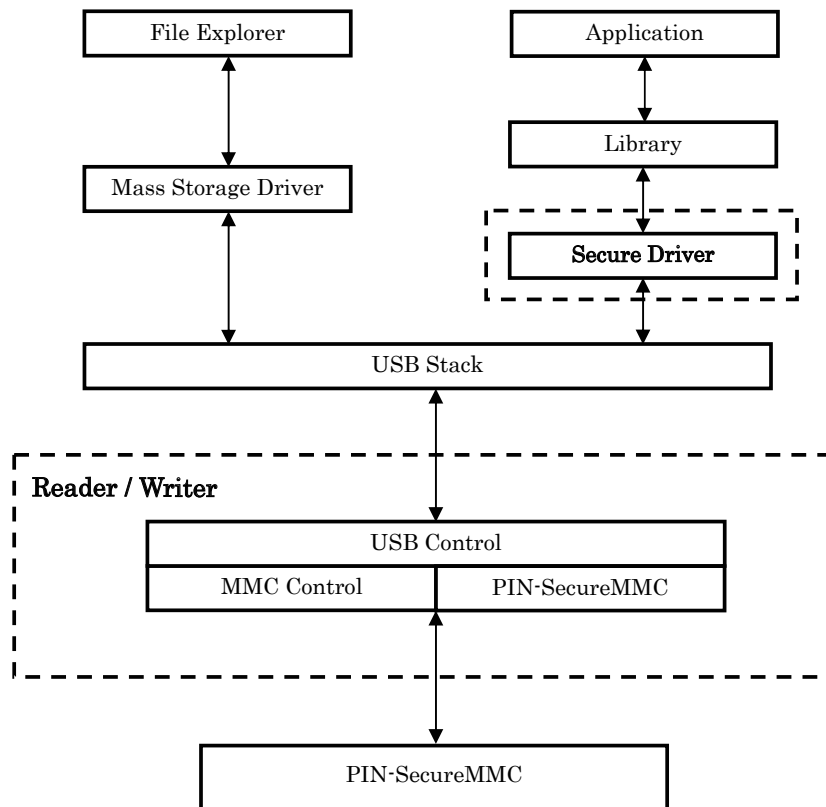 File Explorer
Application
Library
Mass Storage Driver
Secure Driver
USB Stack
Reader / Writer
USB Control
MMC Control
PIN-SecureMMC
PIN-SecureMMC